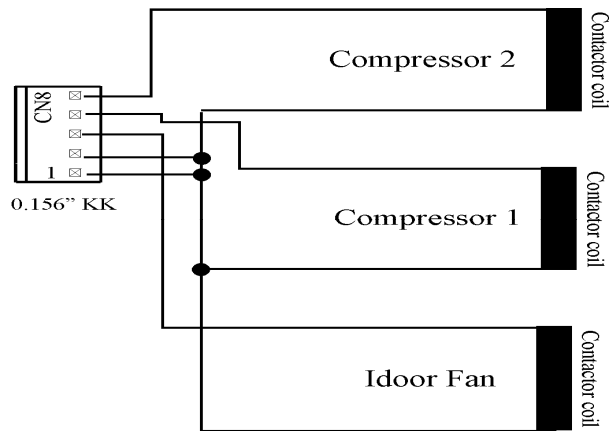 Compressor 2
Contactor coil
CN8
1
0.156” KK
Compressor 1
Contactor coil
Idoor Fan
Contactor coil